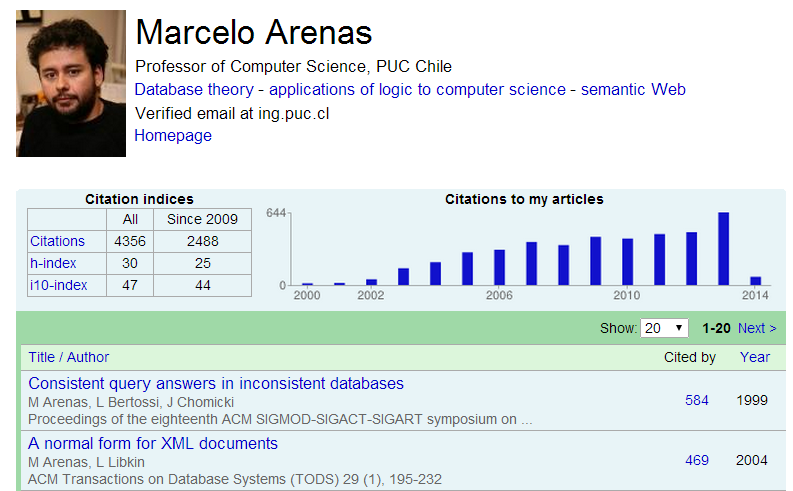 Marcelo Arenas
Professor of Computer Science, PUC Chile
Database theory - applications of logic to computer science - semantic Web
Verified email at ing.puc.cl
Homepage
Citation indices
All Since 2009
Citations 4356 2488
h-index 30 25
i10-index 47 44
Citations to my articles
644
0
2000 2002 2006 2010 2014
Show: 20 1-20 Next >
Title / Author Cited by Year
Consistent query answers in inconsistent databases 584 1999
M Arenas, L Bertossi, J Chomicki
Proceedings of the eighteenth ACM SIGMOD-SIGACT-SIGART symposium on ...
A normal form for XML documents 469 2004
M Arenas, L Libkin
ACM Transactions on Database Systems (TODS) 29 (1), 195-232